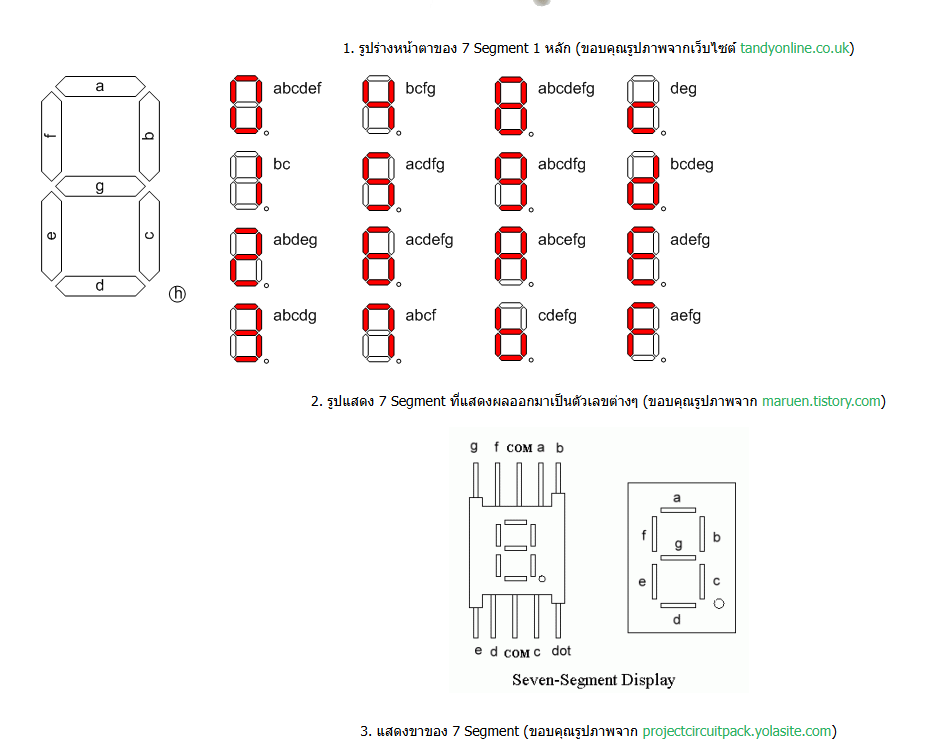 1. รูปร่างหน้าตาของ 7 Segment 1 หลัก (ขอบคุณรูปภาพจากเว็บไซต์ tandyonline.co.uk)
a
f
b
g
e
c
d
h
abcdef
bcfg
abcdefg
deg
bc
acdfg
abcdfg
bcdeg
abdeg
acdefg
abcefg
adefg
abcdg
abcf
cdefg
aefg
2. รูปแสดง 7 Segment ที่แสดงผลออกมาเป็นตัวเลขต่างๆ (ขอบคุณรูปภาพจาก maruen.tistory.com)
g f COM a b
e d COM c dot
a
f
b
g
e
c
d
Seven-Segment Display
3. แสดงขาของ 7 Segment (ขอบคุณรูปภาพจาก projectcircuitpack.yolasite.com)